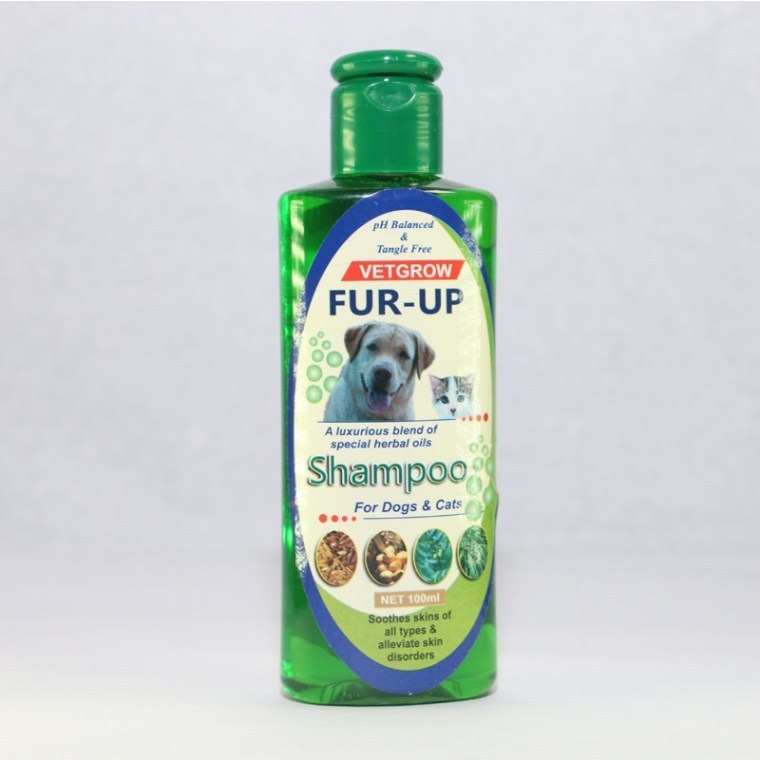 pH Balanced
&
Tangle Free
VETGROW
FUR-UP
A luxurious blend of
special herbal oils
Shampoo
For Dogs & Cats
NET 100ml
Soothes skins of
all types &
alleviate skin
disorders